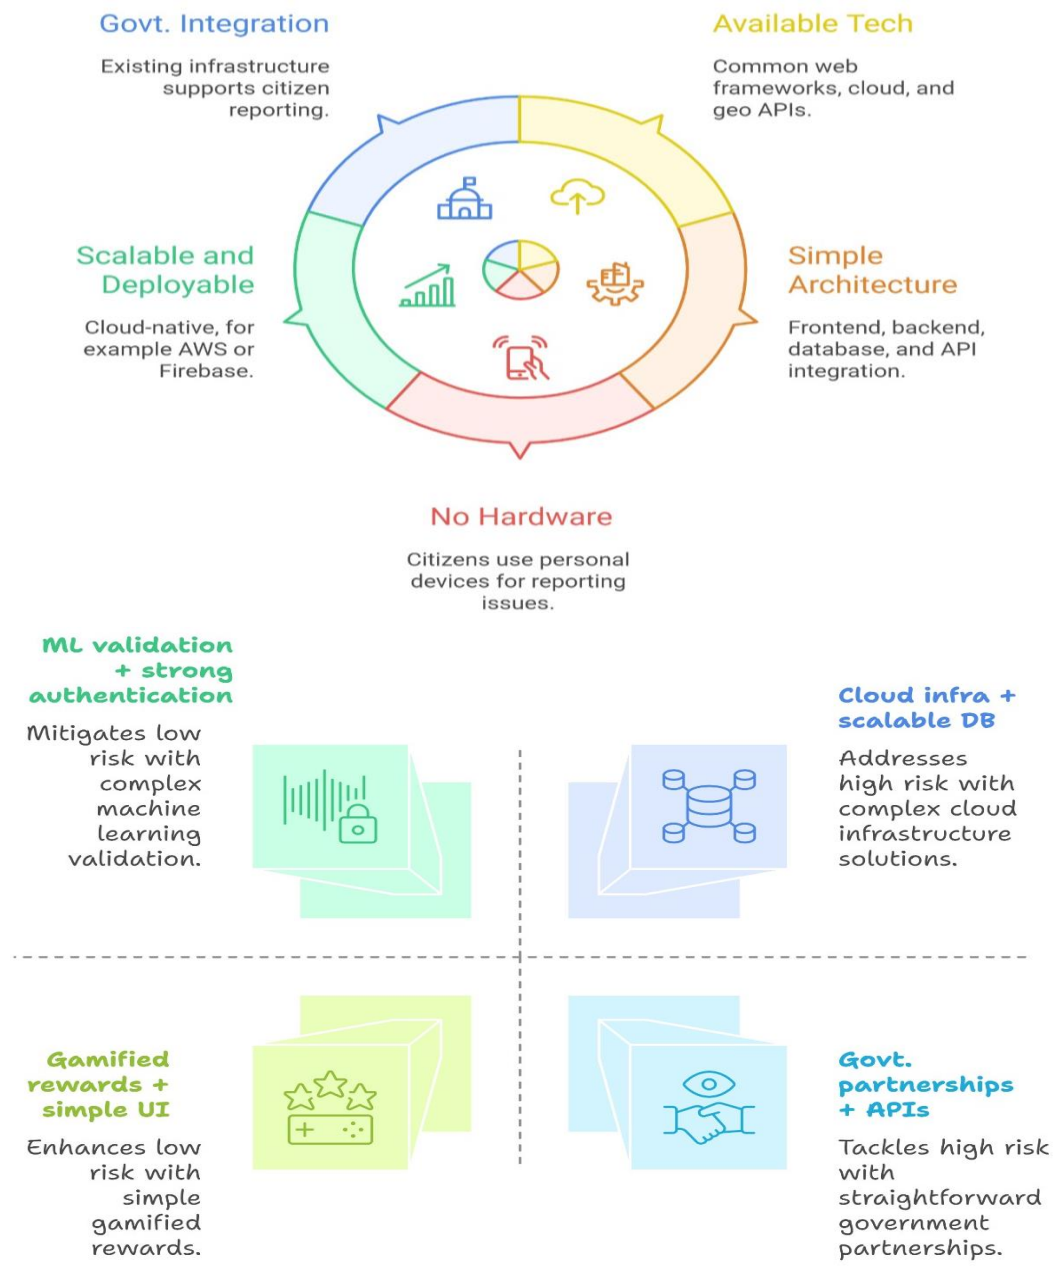 Govt. Integration
Existing infrastructure
supports citizen
reporting.
Available Tech
Common web
frameworks, cloud, and
geo APIs.
Scalable and
Deployable
Cloud-native, for
example AWS or
Firebase.
Simple
Architecture
Frontend, backend,
database, and API
integration.
No Hardware
Citizens use personal
devices for reporting
issues.
ML validation
+ strong
authentication
Mitigates low
risk with
complex
machine
learning
validation.
Cloud infra +
scalable DB
Addresses
high risk with
complex cloud
infrastructure
solutions.
Gamified
rewards +
simple UI
Enhances low
risk with
simple
gamified
rewards.
Govt.
partnerships
+ APIs
Tackles high risk
with
straightforward
government
partnerships.